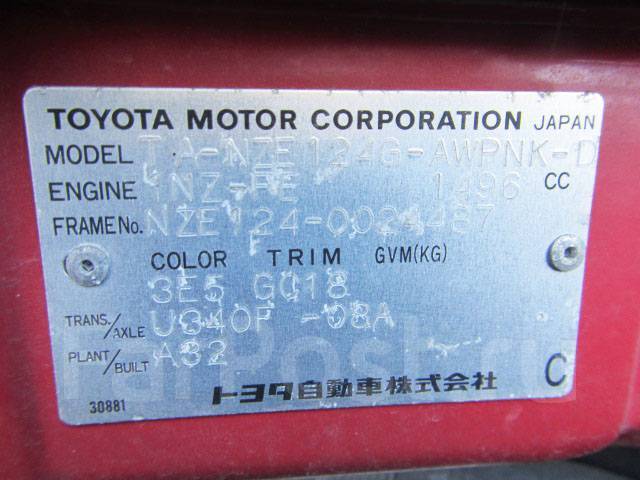 TOYOTA MOTOR CORPORATION JAPAN
MODEL TA-NZE124G-AWPNK-D
ENGINE 1NZ-FE 1496 CC
FRAME No. NZE124-0024487
COLOR TRIM GVM(KG)
3E5 GC18
TRANS./AXLE U340F -08A
PLANT/BUILT A32
トヨタ自動車株式会社 C
30881